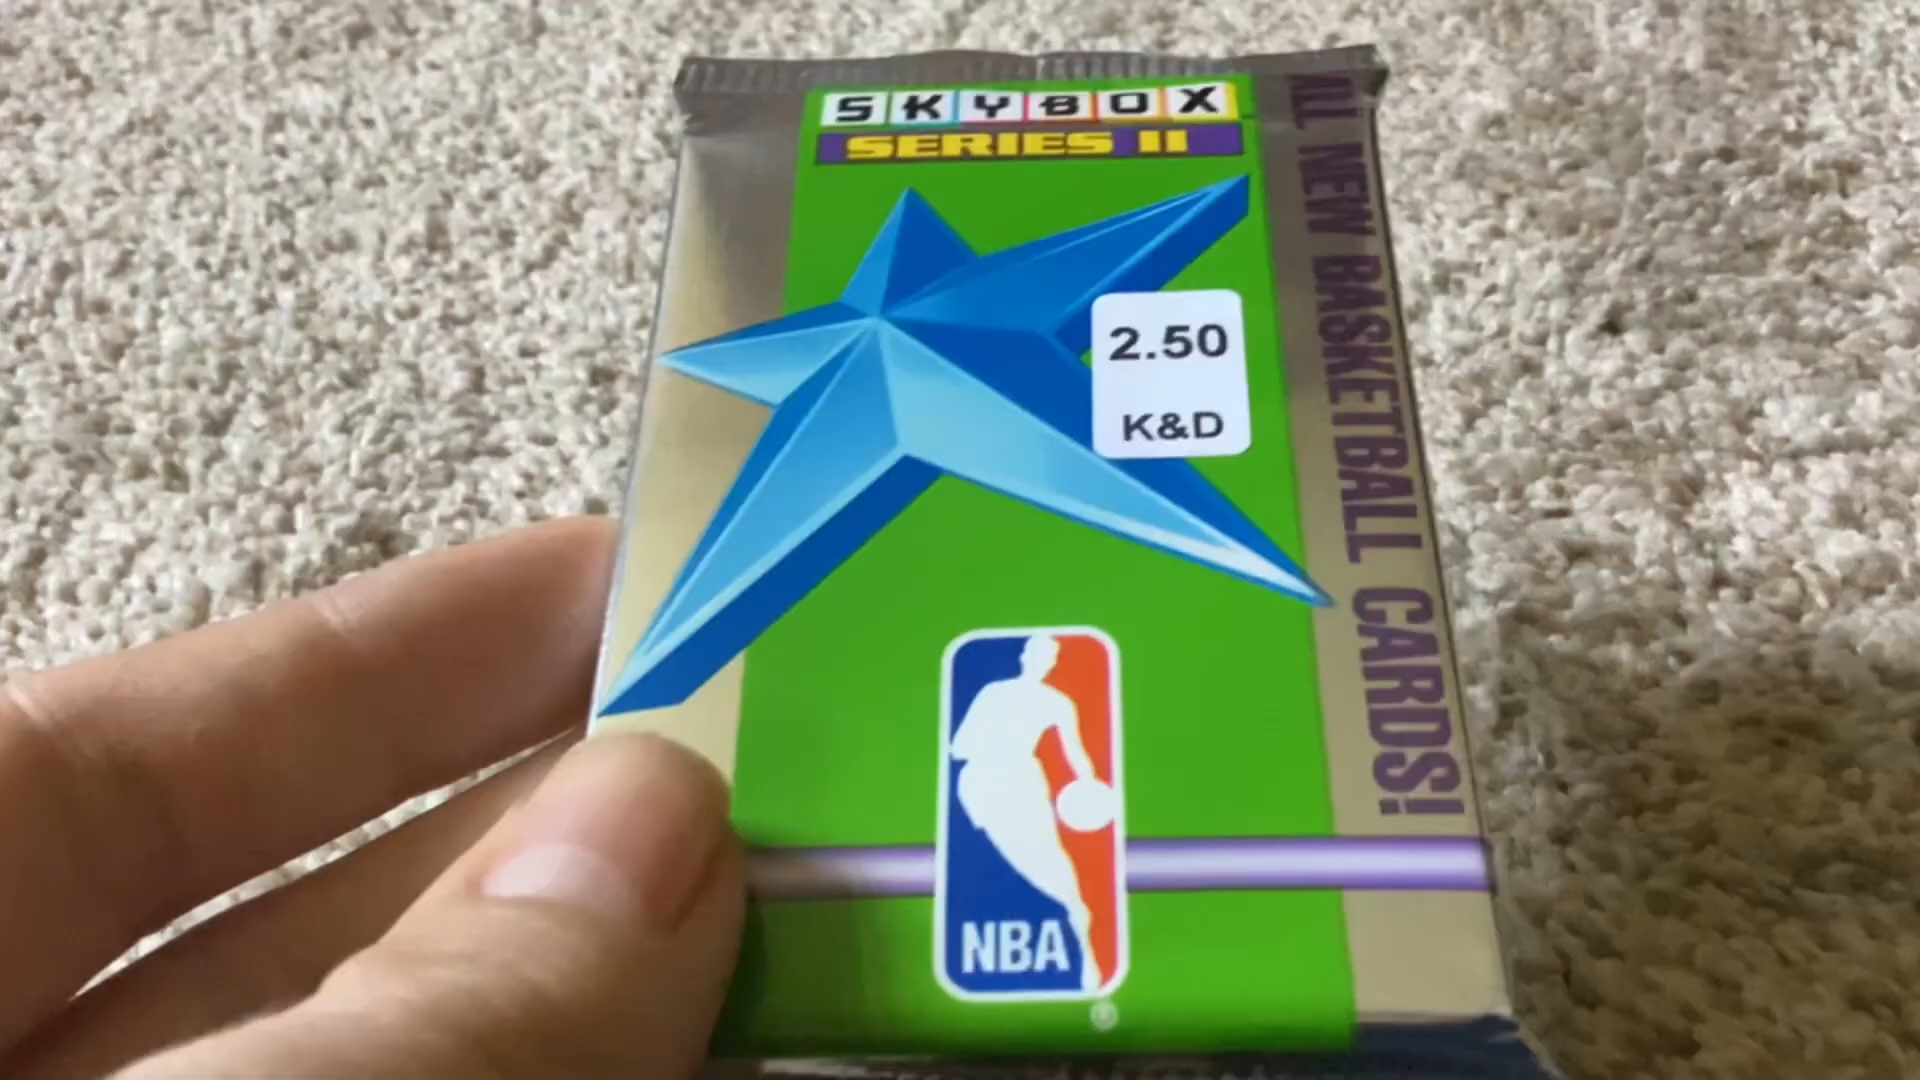 SKYBOX
SERIES II
2.50
K&D
ALL NEW BASKETBALL CARDS!
NBA
®